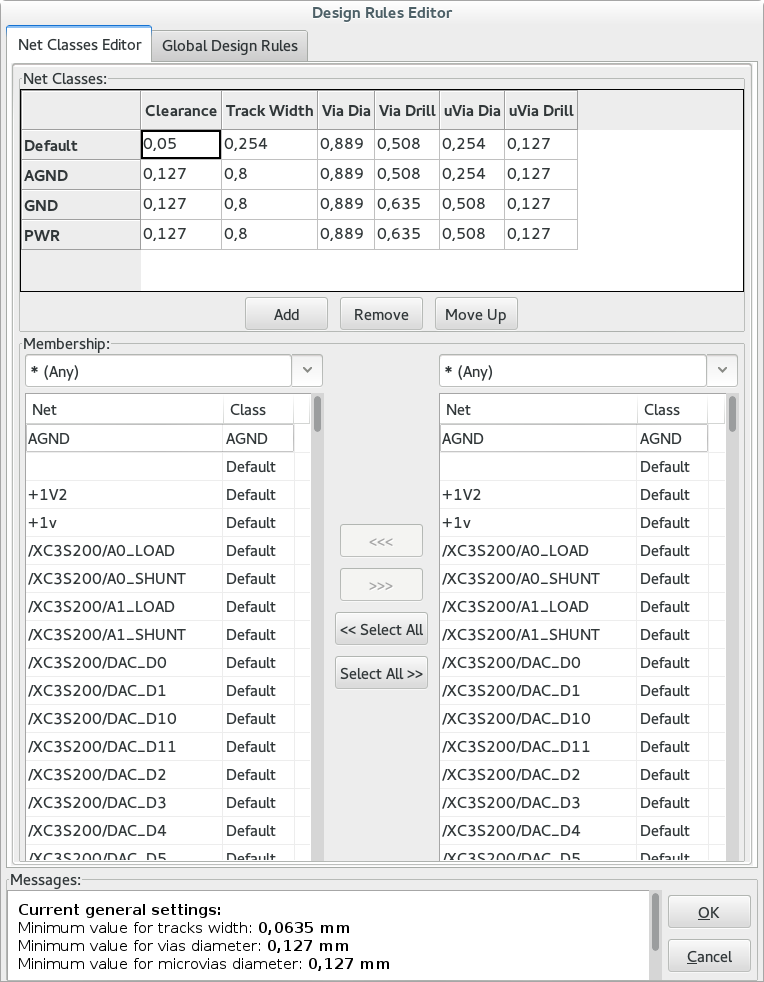 Design Rules Editor
Net Classes Editor Global Design Rules
Net Classes:
Clearance Track Width Via Dia Via Drill uVia Dia uVia Drill
Default 0,05 0,254 0,889 0,508 0,254 0,127
AGND 0,127 0,8 0,889 0,508 0,254 0,127
GND 0,127 0,8 0,889 0,635 0,508 0,127
PWR 0,127 0,8 0,889 0,635 0,508 0,127
Add Remove Move Up
Membership:
* (Any) * (Any)
Net Class Net Class
AGND AGND AGND AGND
Default Default
+1V2 Default +1V2 Default
+1v Default +1v Default
/XC3S200/A0_LOAD Default /XC3S200/A0_LOAD Default
/XC3S200/A0_SHUNT Default /XC3S200/A0_SHUNT Default
/XC3S200/A1_LOAD Default /XC3S200/A1_LOAD Default
/XC3S200/A1_SHUNT Default /XC3S200/A1_SHUNT Default
/XC3S200/DAC_D0 Default /XC3S200/DAC_D0 Default
/XC3S200/DAC_D1 Default /XC3S200/DAC_D1 Default
/XC3S200/DAC_D10 Default /XC3S200/DAC_D10 Default
/XC3S200/DAC_D11 Default /XC3S200/DAC_D11 Default
/XC3S200/DAC_D2 Default /XC3S200/DAC_D2 Default
/XC3S200/DAC_D3 Default /XC3S200/DAC_D3 Default
/XC3S200/DAC_D4 Default /XC3S200/DAC_D4 Default
/XC3S200/DAC_D5 Default /XC3S200/DAC_D5 Default
<<<
>>>
<< Select All
Select All >>
Messages:
Current general settings:
Minimum value for tracks width: 0,0635 mm
Minimum value for vias diameter: 0,127 mm
Minimum value for microvias diameter: 0,127 mm
OK
Cancel